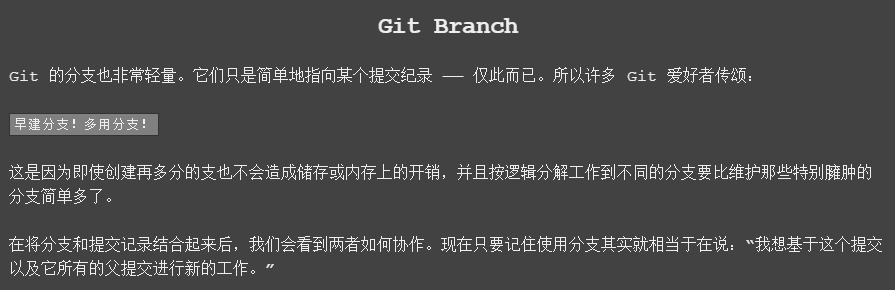 Git Branch
Git 的分支也非常轻量。它们只是简单地指向某个提交纪录 —— 仅此而已。所以许多 Git 爱好者传颂：
早建分支！多用分支！
这是因为即使创建再多分的支也不会造成储存或内存上的开销，并且按逻辑分解工作到不同的分支要比维护那些特别臃肿的
分支简单多了。
在将分支和提交记录结合起来后，我们会看到两者如何协作。现在只要记住使用分支其实就相当于在说：“我想基于这个提交
以及它所有的父提交进行新的工作。”